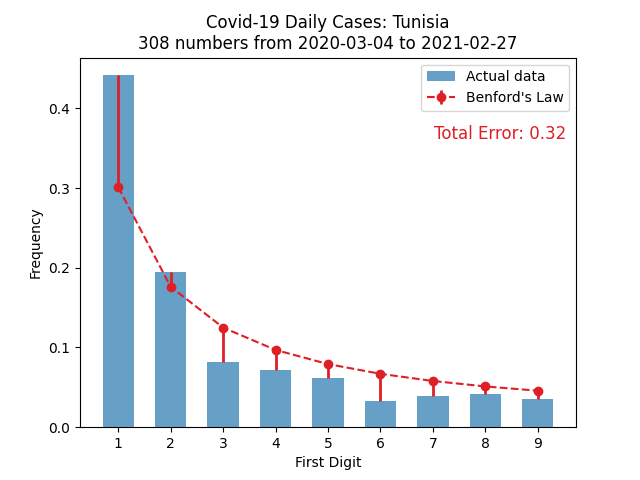 Covid-19 Daily Cases: Tunisia
308 numbers from 2020-03-04 to 2021-02-27
Actual data
Benford's Law
Total Error: 0.32
Frequency
0.4
0.3
0.2
0.1
0.0
1 2 3 4 5 6 7 8 9
First Digit